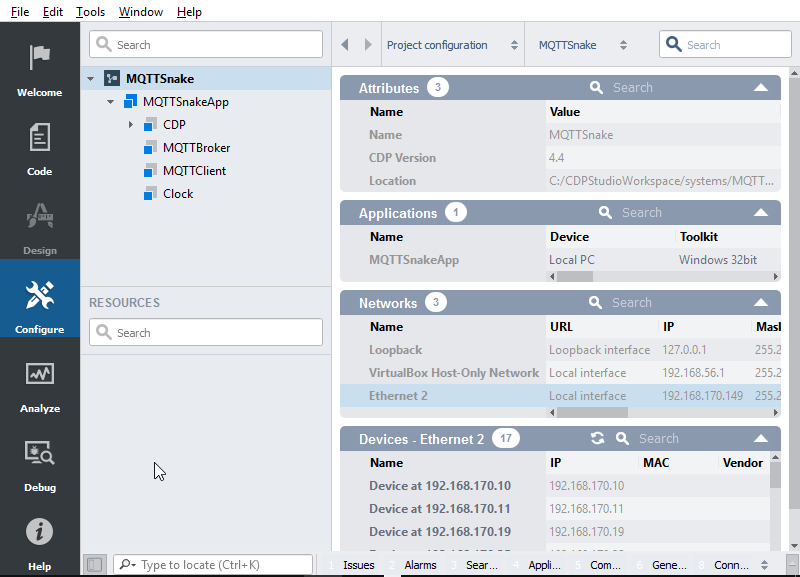 File Edit Tools Window Help
Welcome
Code
Design
Configure
Analyze
Debug
Help
Search
MQTTSnake
MQTTSnakeApp
CDP
MQTTBroker
MQTTClient
Clock
RESOURCES
Search
Project configuration MQTTSnake Search
Attributes 3 Search
Name Value
Name MQTTSnake
CDP Version 4.4
Location C:/CDPStudioWorkspace/systems/MQTT...
Applications 1 Search
Name Device Toolkit
MQTTSnakeApp Local PC Windows 32bit
Networks 3 Search
Name URL IP Mask
Loopback Loopback interface 127.0.0.1 255.2
VirtualBox Host-Only Network Local interface 192.168.56.1 255.2
Ethernet 2 Local interface 192.168.170.149 255.2
Devices - Ethernet 2 17 Search
Name IP MAC Vendor
Device at 192.168.170.10 192.168.170.10
Device at 192.168.170.11 192.168.170.11
Device at 192.168.170.19 192.168.170.19
Type to locate (Ctrl+K) 1 Issues 2 Alarms 3 Sear... 4 Appli... 5 Com... 6 Gene... 8 Conn...